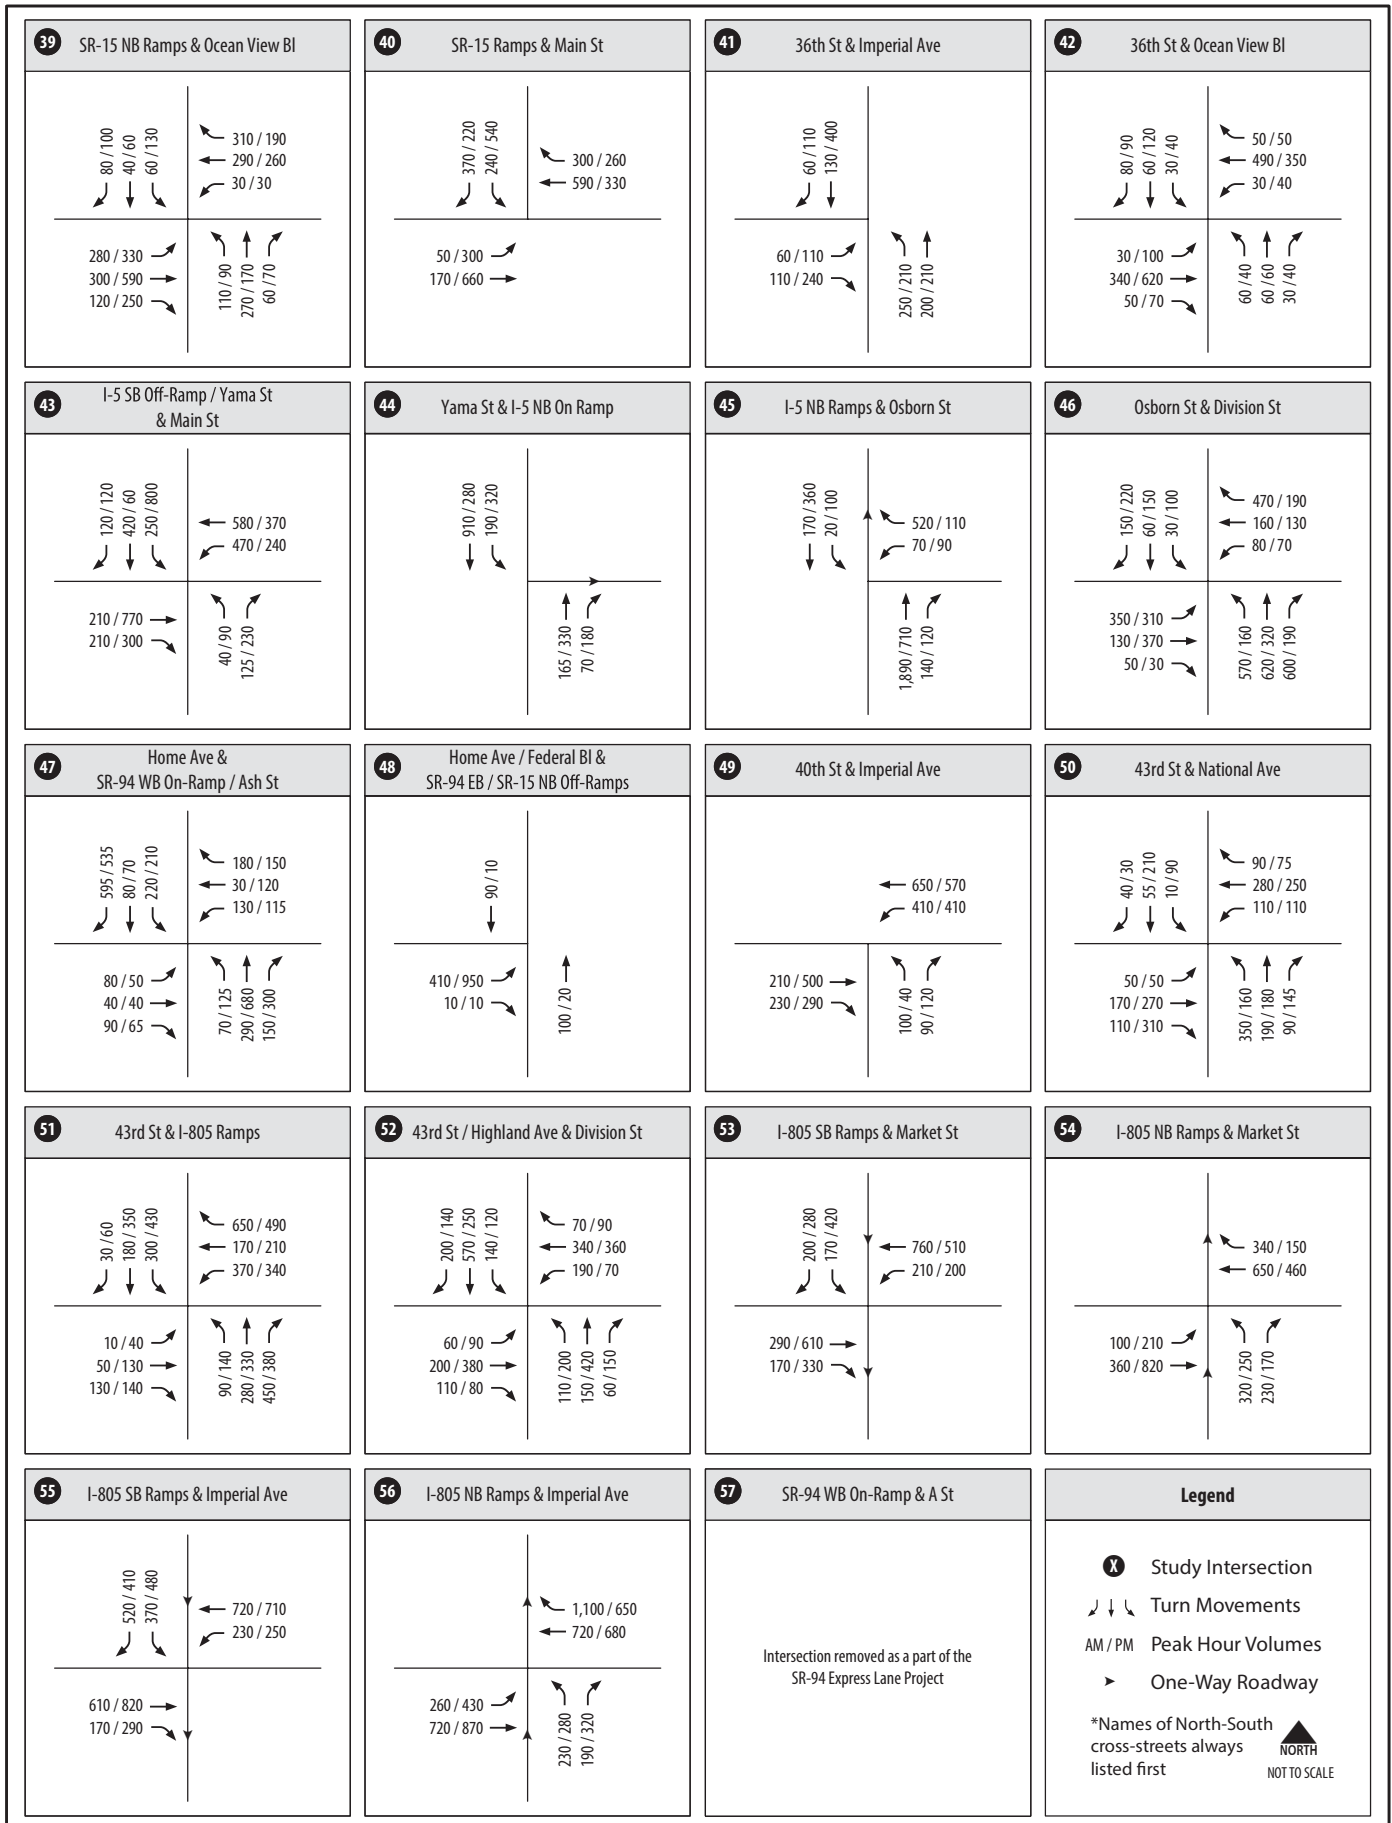 39
SR-15 NB Ramps & Ocean View Bl
80 / 100
40 / 60
60 / 130
310 / 190
290 / 260
30 / 30
280 / 330
300 / 590
120 / 250
110 / 90
270 / 170
60 / 70
40
SR-15 Ramps & Main St
370 / 220
240 / 540
300 / 260
590 / 330
50 / 300
170 / 660
41
36th St & Imperial Ave
60 / 110
130 / 400
60 / 110
110 / 240
250 / 210
200 / 210
42
36th St & Ocean View Bl
80 / 90
60 / 120
30 / 40
50 / 50
490 / 350
30 / 40
30 / 100
340 / 620
50 / 70
60 / 40
60 / 60
30 / 40
43
I-5 SB Off-Ramp / Yama St
& Main St
120 / 120
420 / 60
250 / 800
580 / 370
470 / 240
210 / 770
210 / 300
40 / 90
125 / 230
44
Yama St & I-5 NB On Ramp
910 / 280
190 / 320
165 / 330
70 / 180
45
I-5 NB Ramps & Osborn St
170 / 360
20 / 100
520 / 110
70 / 90
1,890 / 710
140 / 120
46
Osborn St & Division St
150 / 220
60 / 150
30 / 100
470 / 190
160 / 130
80 / 70
350 / 310
130 / 370
50 / 30
570 / 160
620 / 320
600 / 190
47
Home Ave &
SR-94 WB On-Ramp / Ash St
595 / 535
80 / 70
220 / 210
180 / 150
30 / 120
130 / 115
80 / 50
40 / 40
90 / 65
70 / 125
290 / 680
150 / 300
48
Home Ave / Federal Bl &
SR-94 EB / SR-15 NB Off-Ramps
90 / 10
410 / 950
10 / 10
100 / 20
49
40th St & Imperial Ave
650 / 570
410 / 410
210 / 500
230 / 290
100 / 40
90 / 120
50
43rd St & National Ave
40 / 30
55 / 210
10 / 90
90 / 75
280 / 250
110 / 110
50 / 50
170 / 270
110 / 310
350 / 160
190 / 180
90 / 145
51
43rd St & I-805 Ramps
30 / 60
180 / 350
300 / 430
650 / 490
170 / 210
370 / 340
10 / 40
50 / 130
130 / 140
90 / 140
280 / 330
450 / 380
52
43rd St / Highland Ave & Division St
200 / 140
570 / 250
140 / 120
70 / 90
340 / 360
190 / 70
60 / 90
200 / 380
110 / 80
110 / 200
150 / 420
60 / 150
53
I-805 SB Ramps & Market St
200 / 280
170 / 420
760 / 510
210 / 200
290 / 610
170 / 330
54
I-805 NB Ramps & Market St
340 / 150
650 / 460
100 / 210
360 / 820
320 / 250
230 / 170
55
I-805 SB Ramps & Imperial Ave
520 / 410
370 / 480
720 / 710
230 / 250
610 / 820
170 / 290
56
I-805 NB Ramps & Imperial Ave
1,100 / 650
720 / 680
260 / 430
720 / 870
230 / 280
190 / 320
57
SR-94 WB On-Ramp & A St
Intersection removed as a part of the
SR-94 Express Lane Project
Legend
X Study Intersection
Turn Movements
AM / PM Peak Hour Volumes
One-Way Roadway
*Names of North-South
cross-streets always
listed first
NORTH
NOT TO SCALE